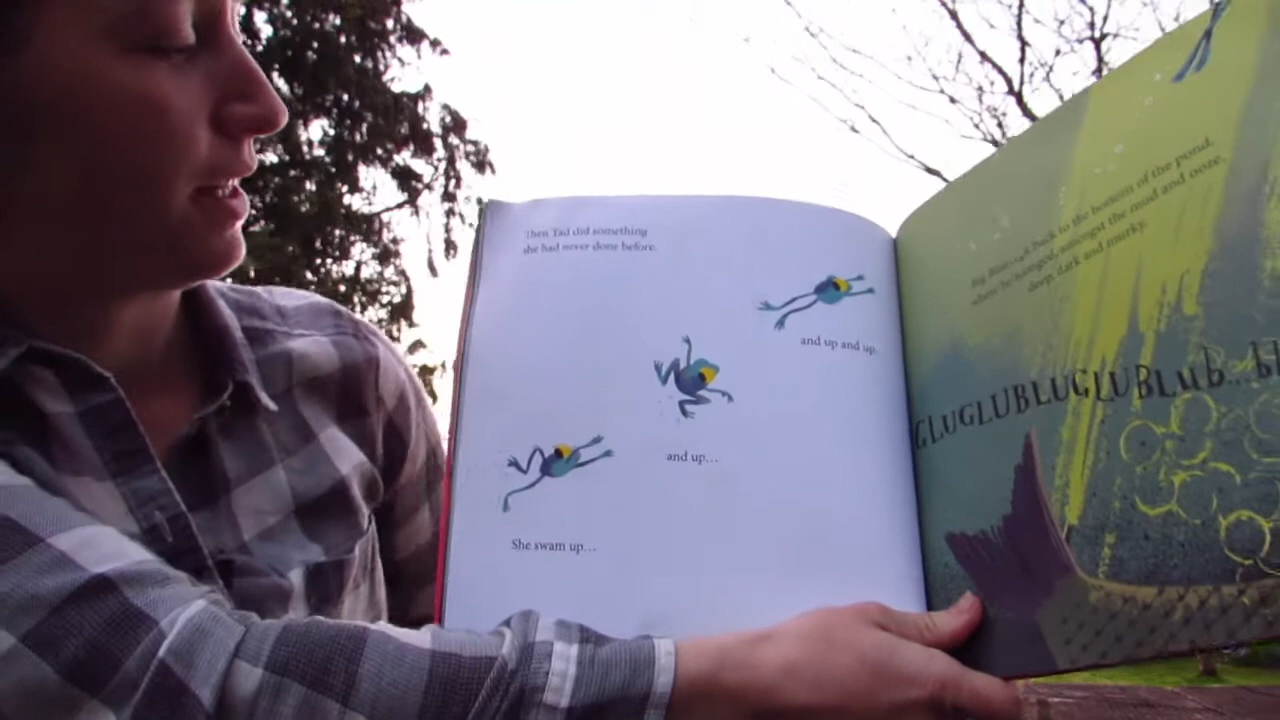 Then Tad did something
she had never done before.
and up and up.
and up...
She swam up...
Big Blub sank back to the bottom of the pond,
where he belonged, amongst the mud and ooze,
deep, dark and murky.
GLUGLUBLUGLUBLUB...